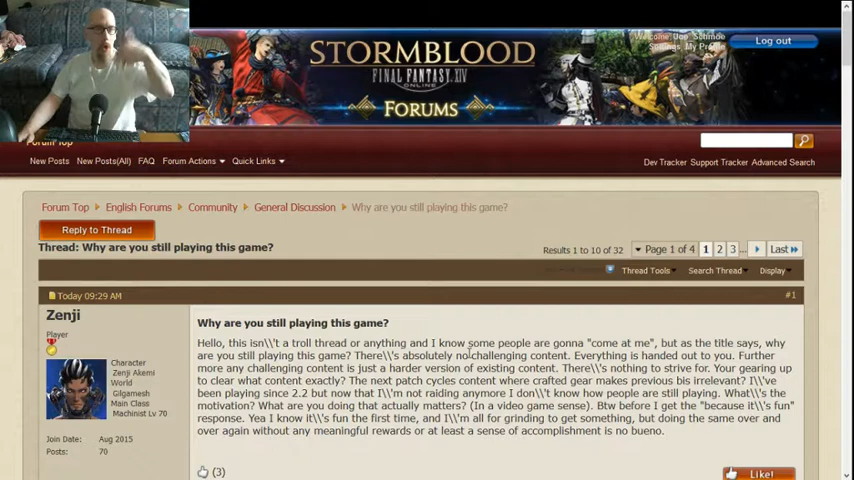 Welcome, Doe_Schmoe
Settings My Profile
Log out
STORMBLOOD
FINAL FANTASY XIV
ONLINE
FORUMS
Forum Top
New Posts New Posts(All) FAQ Forum Actions Quick Links
Dev Tracker Support Tracker Advanced Search
Forum Top English Forums Community General Discussion Why are you still playing this game?
Reply to Thread
Thread: Why are you still playing this game?
Results 1 to 10 of 32 Page 1 of 4 1 2 3 ... Last
Thread Tools Search Thread Display
Today 09:29 AM #1
Zenji
Player
Character
Zenji Akemi
World
Gilgamesh
Main Class
Machinist Lv 70
Join Date: Aug 2015
Posts: 70
Why are you still playing this game?
Hello, this isn\\'t a troll thread or anything and I know some people are gonna "come at me", but as the title says, why
are you still playing this game? There\\'s absolutely no challenging content. Everything is handed out to you. Further
more any challenging content is just a harder version of existing content. There\\'s nothing to strive for. Your gearing up
to clear what content exactly? The next patch cycles content where crafted gear makes previous bis irrelevant? I\\'ve
been playing since 2.2 but now that I\\'m not raiding anymore I don\\'t know how people are still playing. What\\'s the
motivation? What are you doing that actually matters? (In a video game sense). Btw before I get the "because it\\'s fun"
response. Yea I know it\\'s fun the first time, and I\\'m all for grinding to get something, but doing the same over and
over again without any meaningful rewards or at least a sense of accomplishment is no bueno.
(3)
Like!